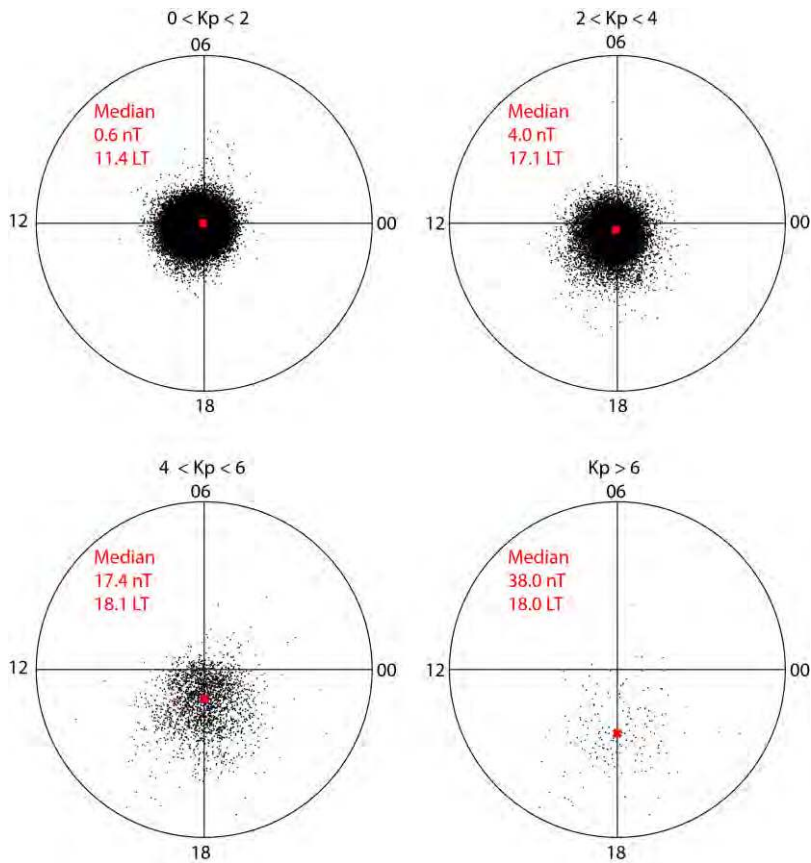 0 < Kp < 2
06
Median
0.6 nT
11.4 LT
12
00
18
2 < Kp < 4
06
Median
4.0 nT
17.1 LT
12
00
18
4 < Kp < 6
06
Median
17.4 nT
18.1 LT
12
00
18
Kp > 6
06
Median
38.0 nT
18.0 LT
12
00
18